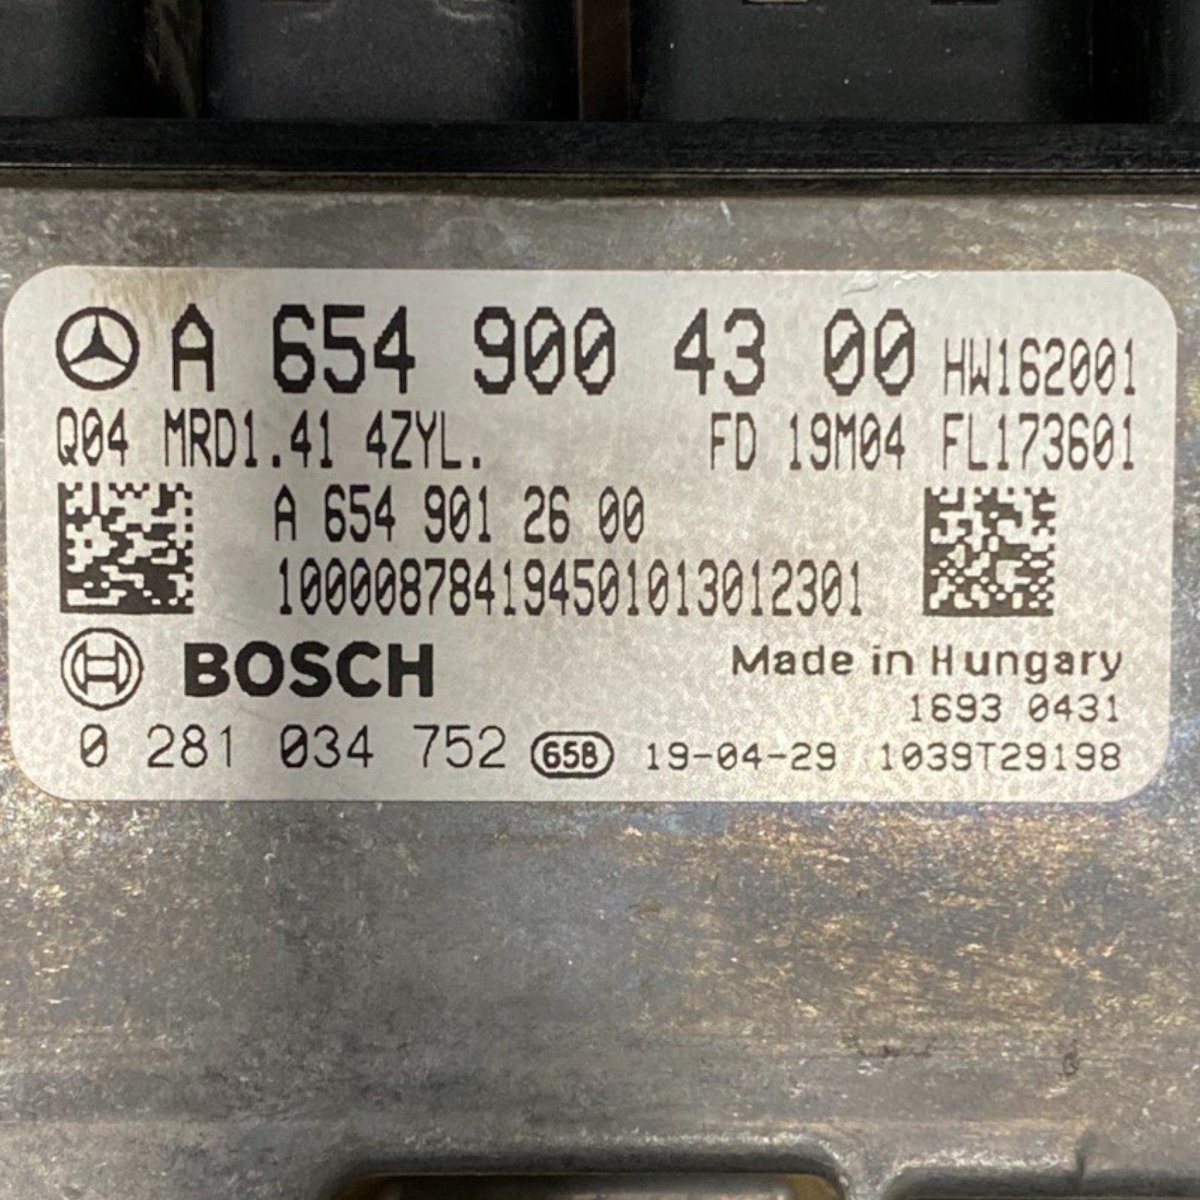 A 654 900 43 00 HW162001
Q04 MRD1.41 4ZYL. FD 19M04 FL173601
A 654 901 26 00
100008784194501013012301
BOSCH Made in Hungary
1693 0431
0 281 034 752 658 19-04-29 1039T29198